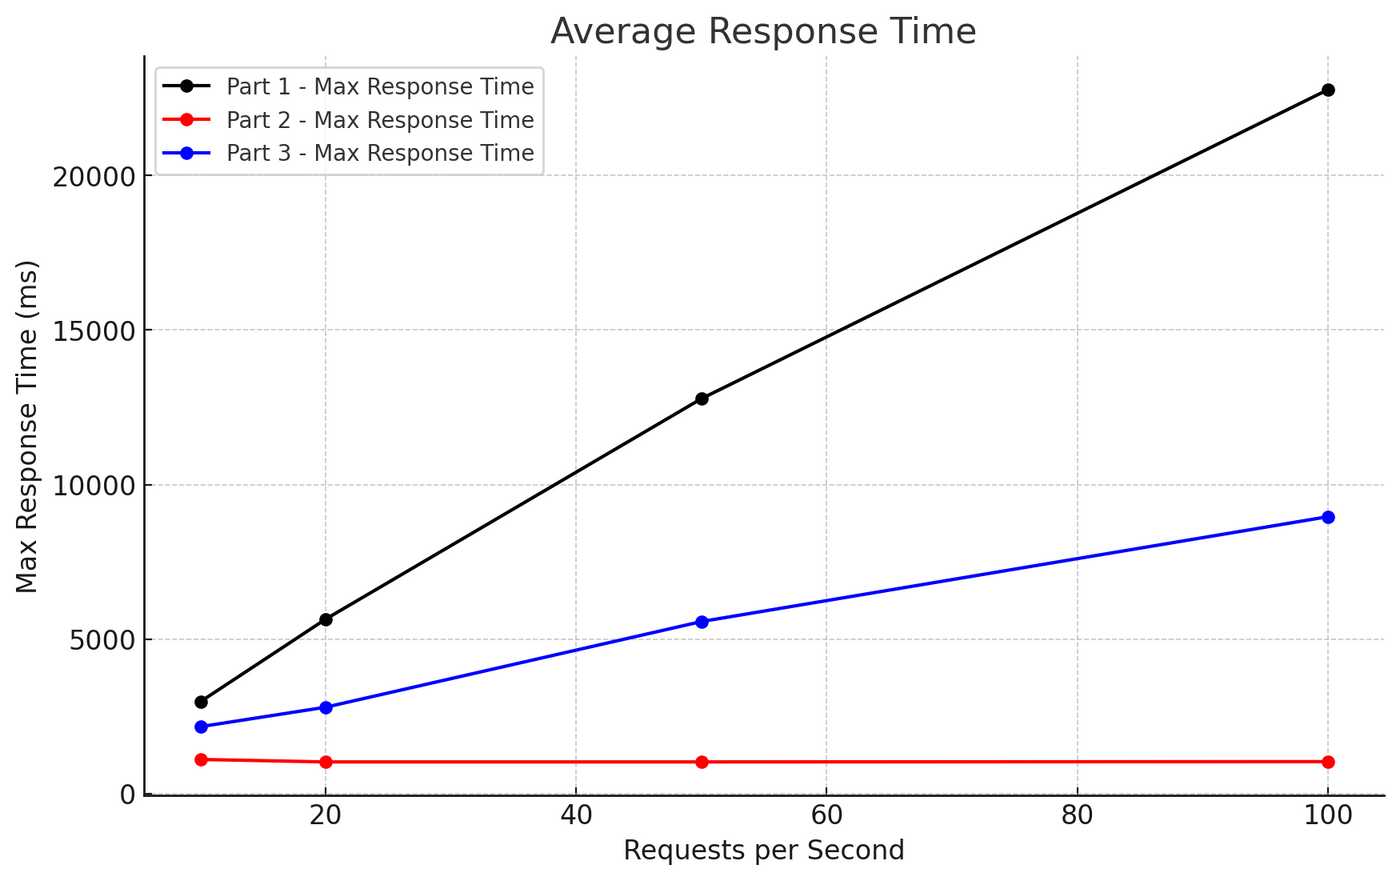 Average Response Time
Part 1 - Max Response Time
Part 2 - Max Response Time
Part 3 - Max Response Time
Max Response Time (ms)
20000
15000
10000
5000
0
20 40 60 80 100
Requests per Second